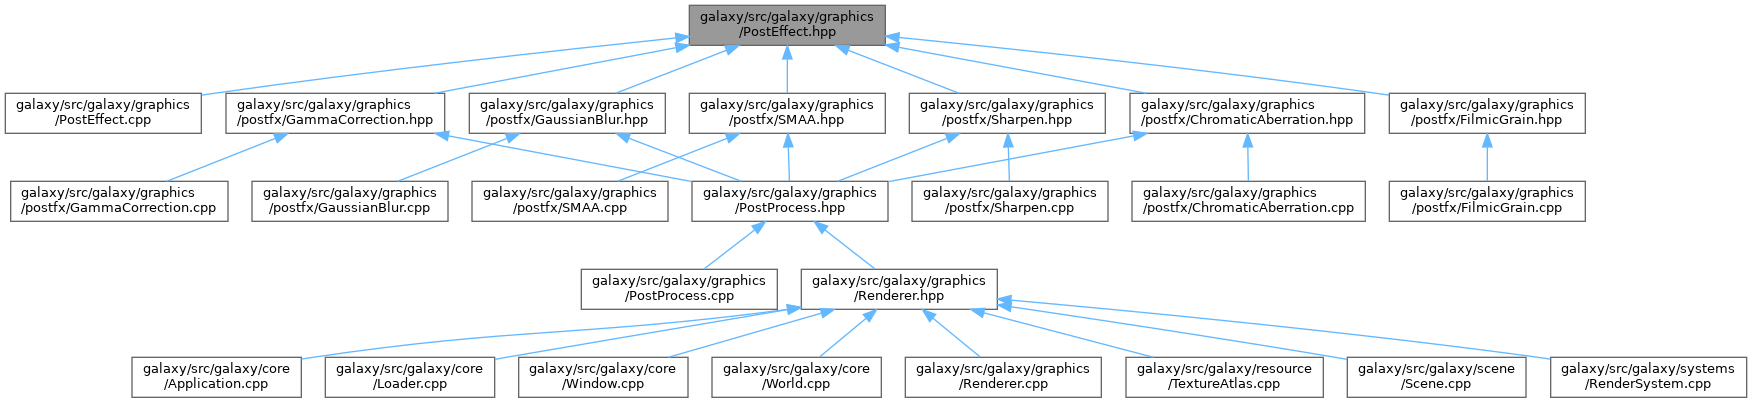 galaxy/src/galaxy/graphics
/PostEffect.hpp
galaxy/src/galaxy/graphics
/PostEffect.cpp
galaxy/src/galaxy/graphics
/postfx/GammaCorrection.hpp
galaxy/src/galaxy/graphics
/postfx/GaussianBlur.hpp
galaxy/src/galaxy/graphics
/postfx/SMAA.hpp
galaxy/src/galaxy/graphics
/postfx/Sharpen.hpp
galaxy/src/galaxy/graphics
/postfx/ChromaticAberration.hpp
galaxy/src/galaxy/graphics
/postfx/FilmicGrain.hpp
galaxy/src/galaxy/graphics
/postfx/GammaCorrection.cpp
galaxy/src/galaxy/graphics
/postfx/GaussianBlur.cpp
galaxy/src/galaxy/graphics
/postfx/SMAA.cpp
galaxy/src/galaxy/graphics
/PostProcess.hpp
galaxy/src/galaxy/graphics
/postfx/Sharpen.cpp
galaxy/src/galaxy/graphics
/postfx/ChromaticAberration.cpp
galaxy/src/galaxy/graphics
/postfx/FilmicGrain.cpp
galaxy/src/galaxy/graphics
/PostProcess.cpp
galaxy/src/galaxy/graphics
/Renderer.hpp
galaxy/src/galaxy/core
/Application.cpp
galaxy/src/galaxy/core
/Loader.cpp
galaxy/src/galaxy/core
/Window.cpp
galaxy/src/galaxy/core
/World.cpp
galaxy/src/galaxy/graphics
/Renderer.cpp
galaxy/src/galaxy/resource
/TextureAtlas.cpp
galaxy/src/galaxy/scene
/Scene.cpp
galaxy/src/galaxy/systems
/RenderSystem.cpp